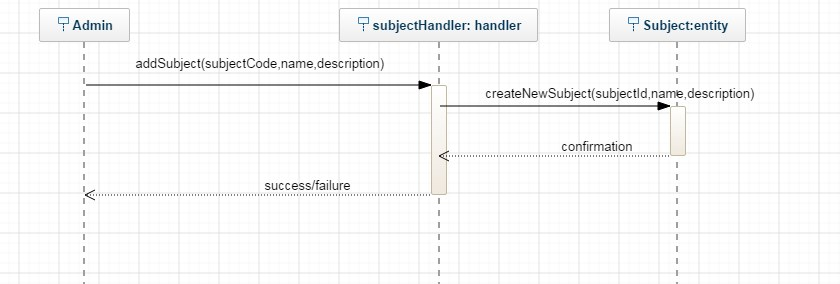 Admin
subjectHandler: handler
Subject:entity
addSubject(subjectCode,name,description)
createNewSubject(subjectId,name,description)
confirmation
success/failure